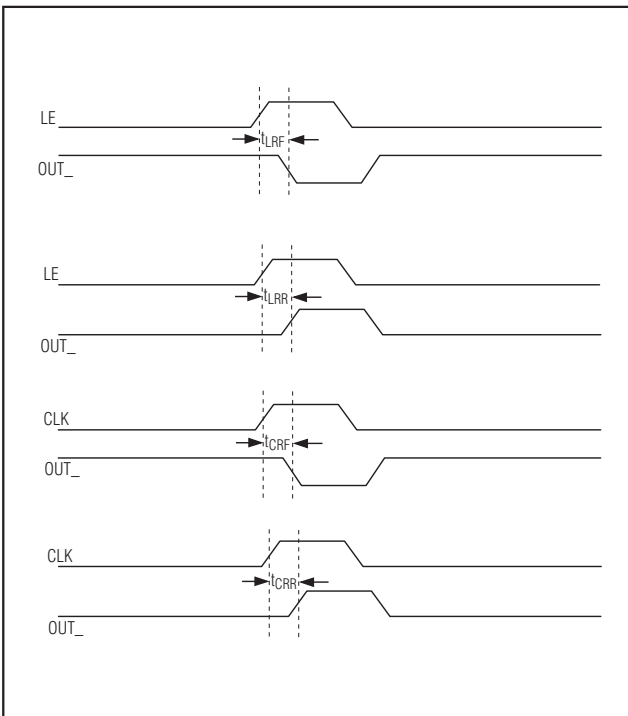 LE
tLRF
OUT_
LE
tLRR
OUT_
CLK
tCRF
OUT_
CLK
tCRR
OUT_